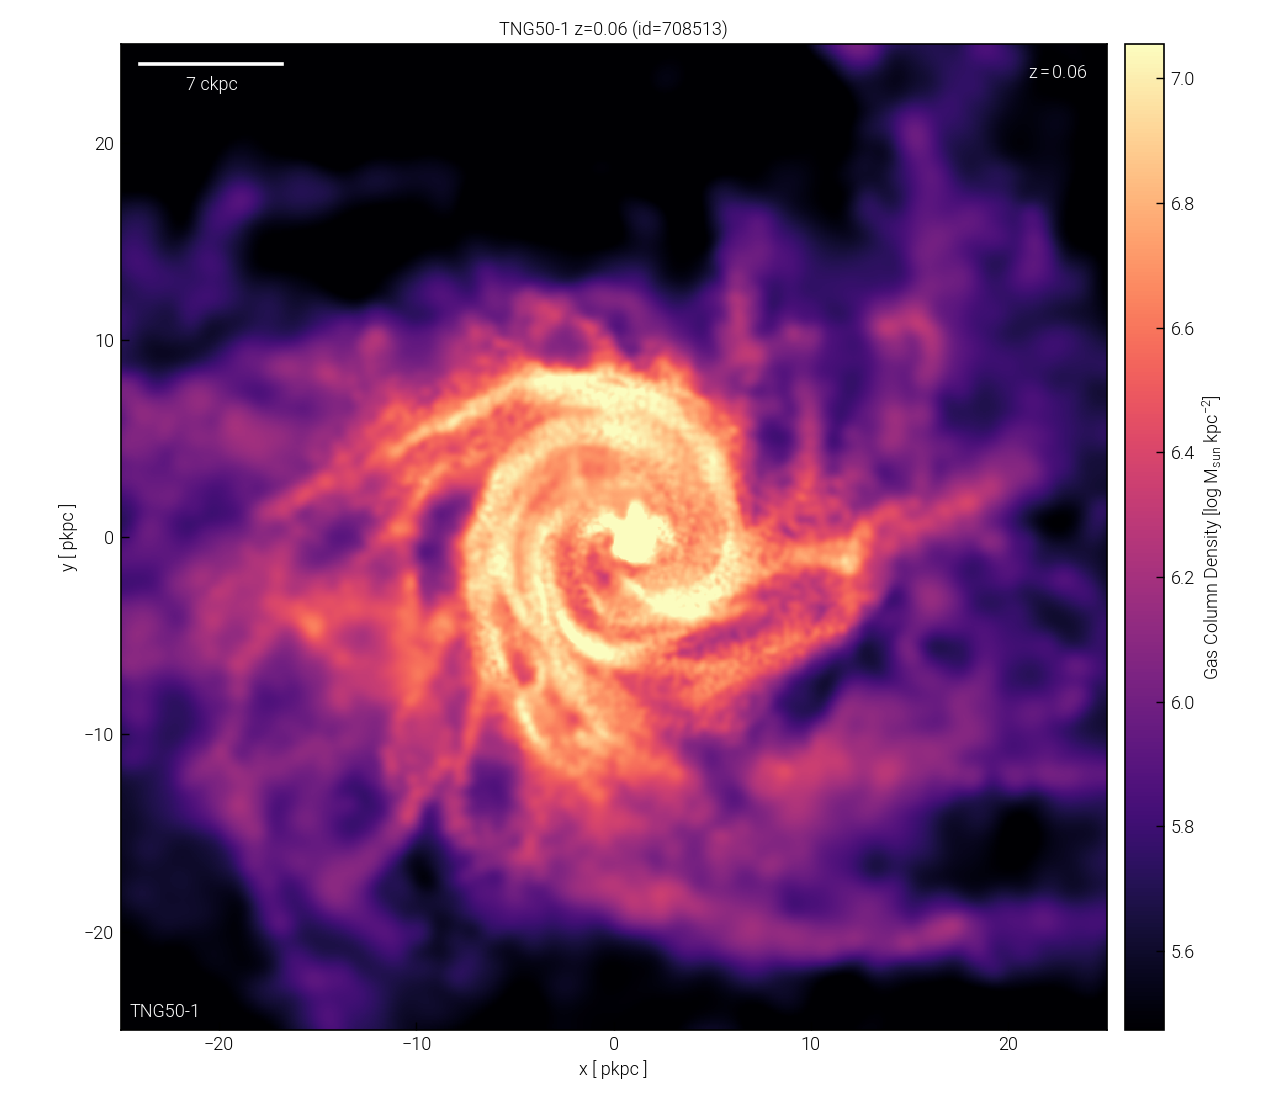 TNG50-1 z=0.06 (id=708513)
7 ckpc
z=0.06
20
10
0
−10
−20
y [ pkpc ]
TNG50-1
−20
−10
0
10
20
x [ pkpc ]
7.0
6.8
6.6
6.4
6.2
6.0
5.8
5.6
Gas Column Density [log M_sun kpc⁻²]